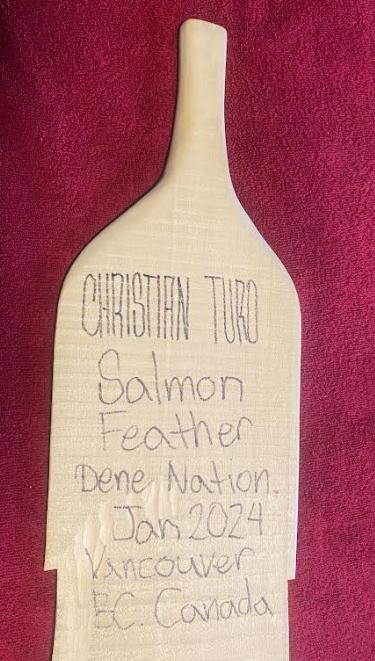 CHRISTIAN TURO
Salmon
Feather
Dene Nation.
Jan 2024
Vancouver
BC. Canada